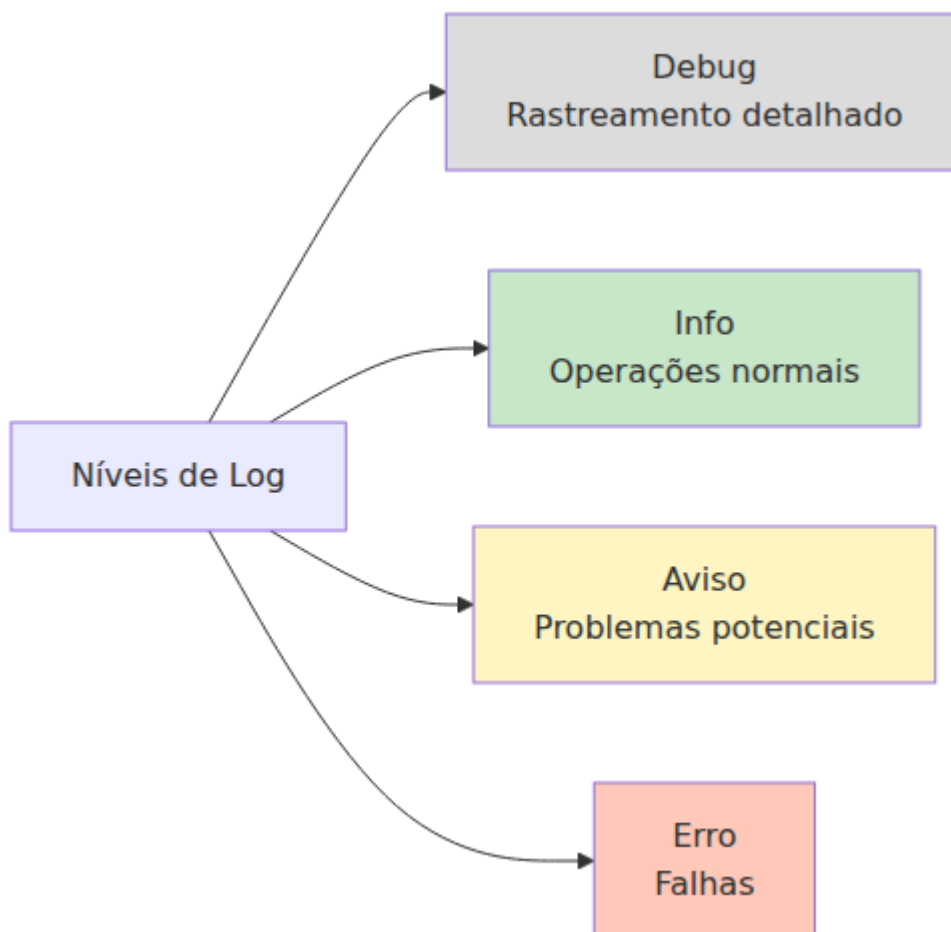 Debug
Rastreamento detalhado
Info
Operações normais
Níveis de Log
Aviso
Problemas potenciais
Erro
Falhas